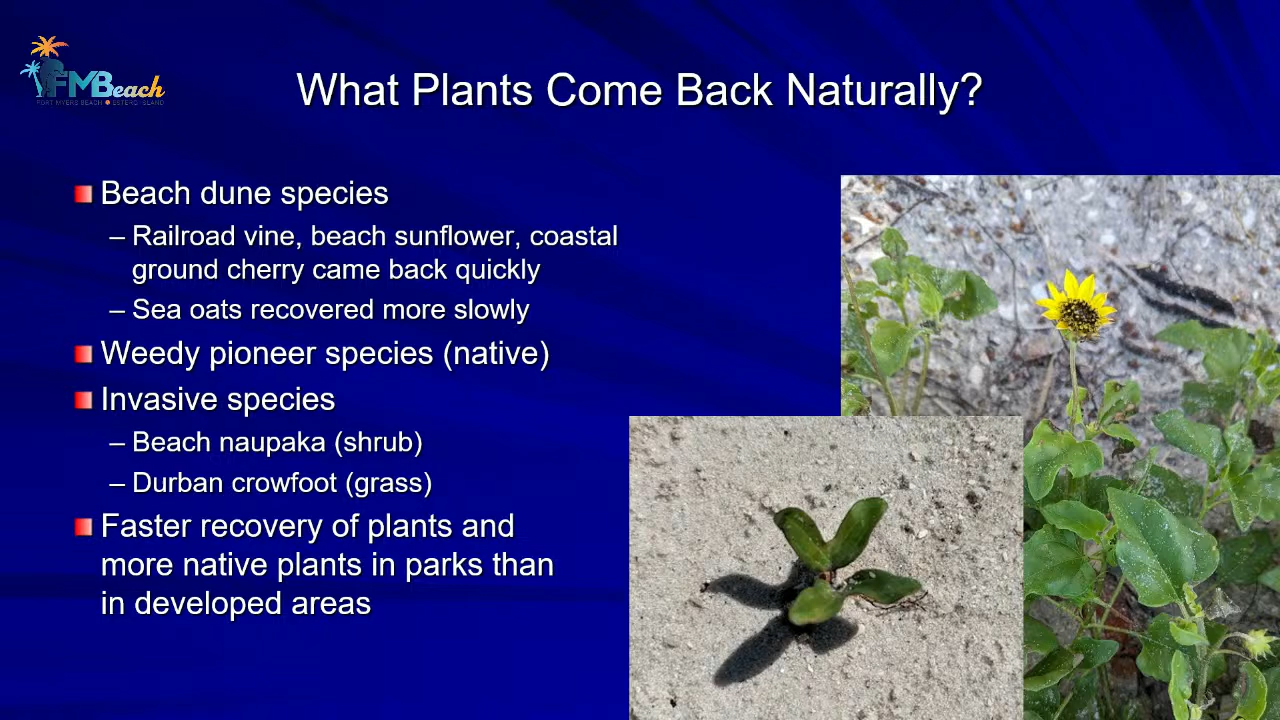 FMBeach
FORT MYERS BEACH ESTERO ISLAND
What Plants Come Back Naturally?
Beach dune species
– Railroad vine, beach sunflower, coastal
ground cherry came back quickly
– Sea oats recovered more slowly
Weedy pioneer species (native)
Invasive species
– Beach naupaka (shrub)
– Durban crowfoot (grass)
Faster recovery of plants and
more native plants in parks than
in developed areas